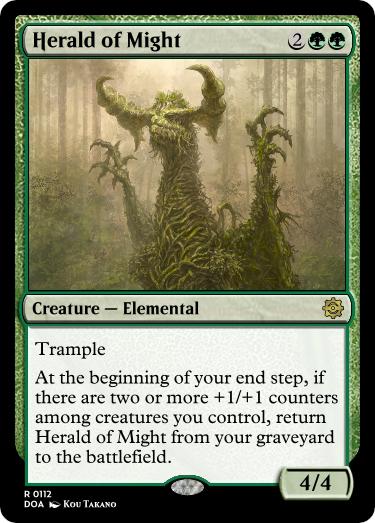 Herald of Might 2
Creature — Elemental
Trample
At the beginning of your end step, if
there are two or more +1/+1 counters
among creatures you control, return
Herald of Might from your graveyard
to the battlefield.
4/4
R 0112
DOA Kou Takano